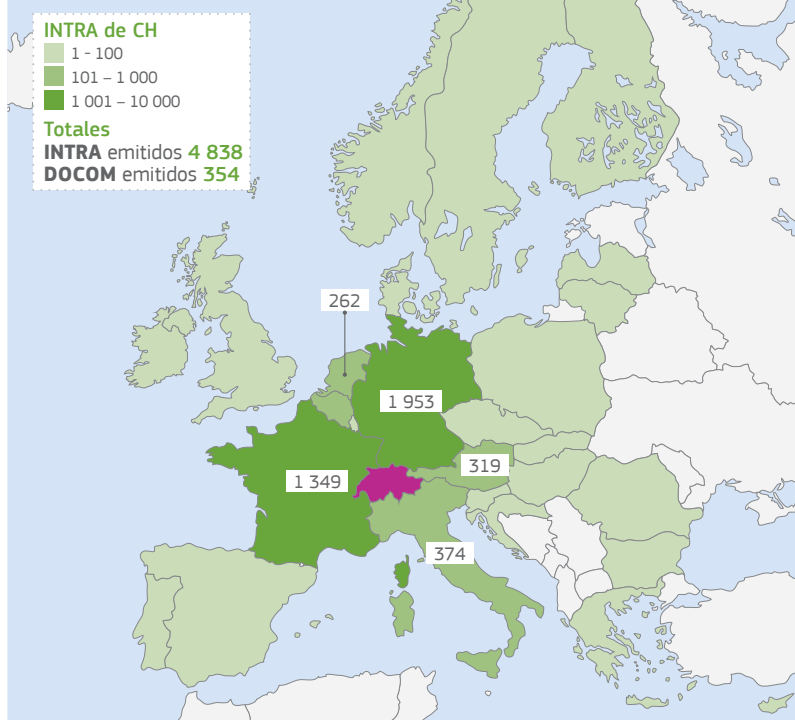 INTRA de CH
1 - 100
101 – 1 000
1 001 – 10 000
Totales
INTRA emitidos 4 838
DOCOM emitidos 354
262
1 953
319
1 349
374